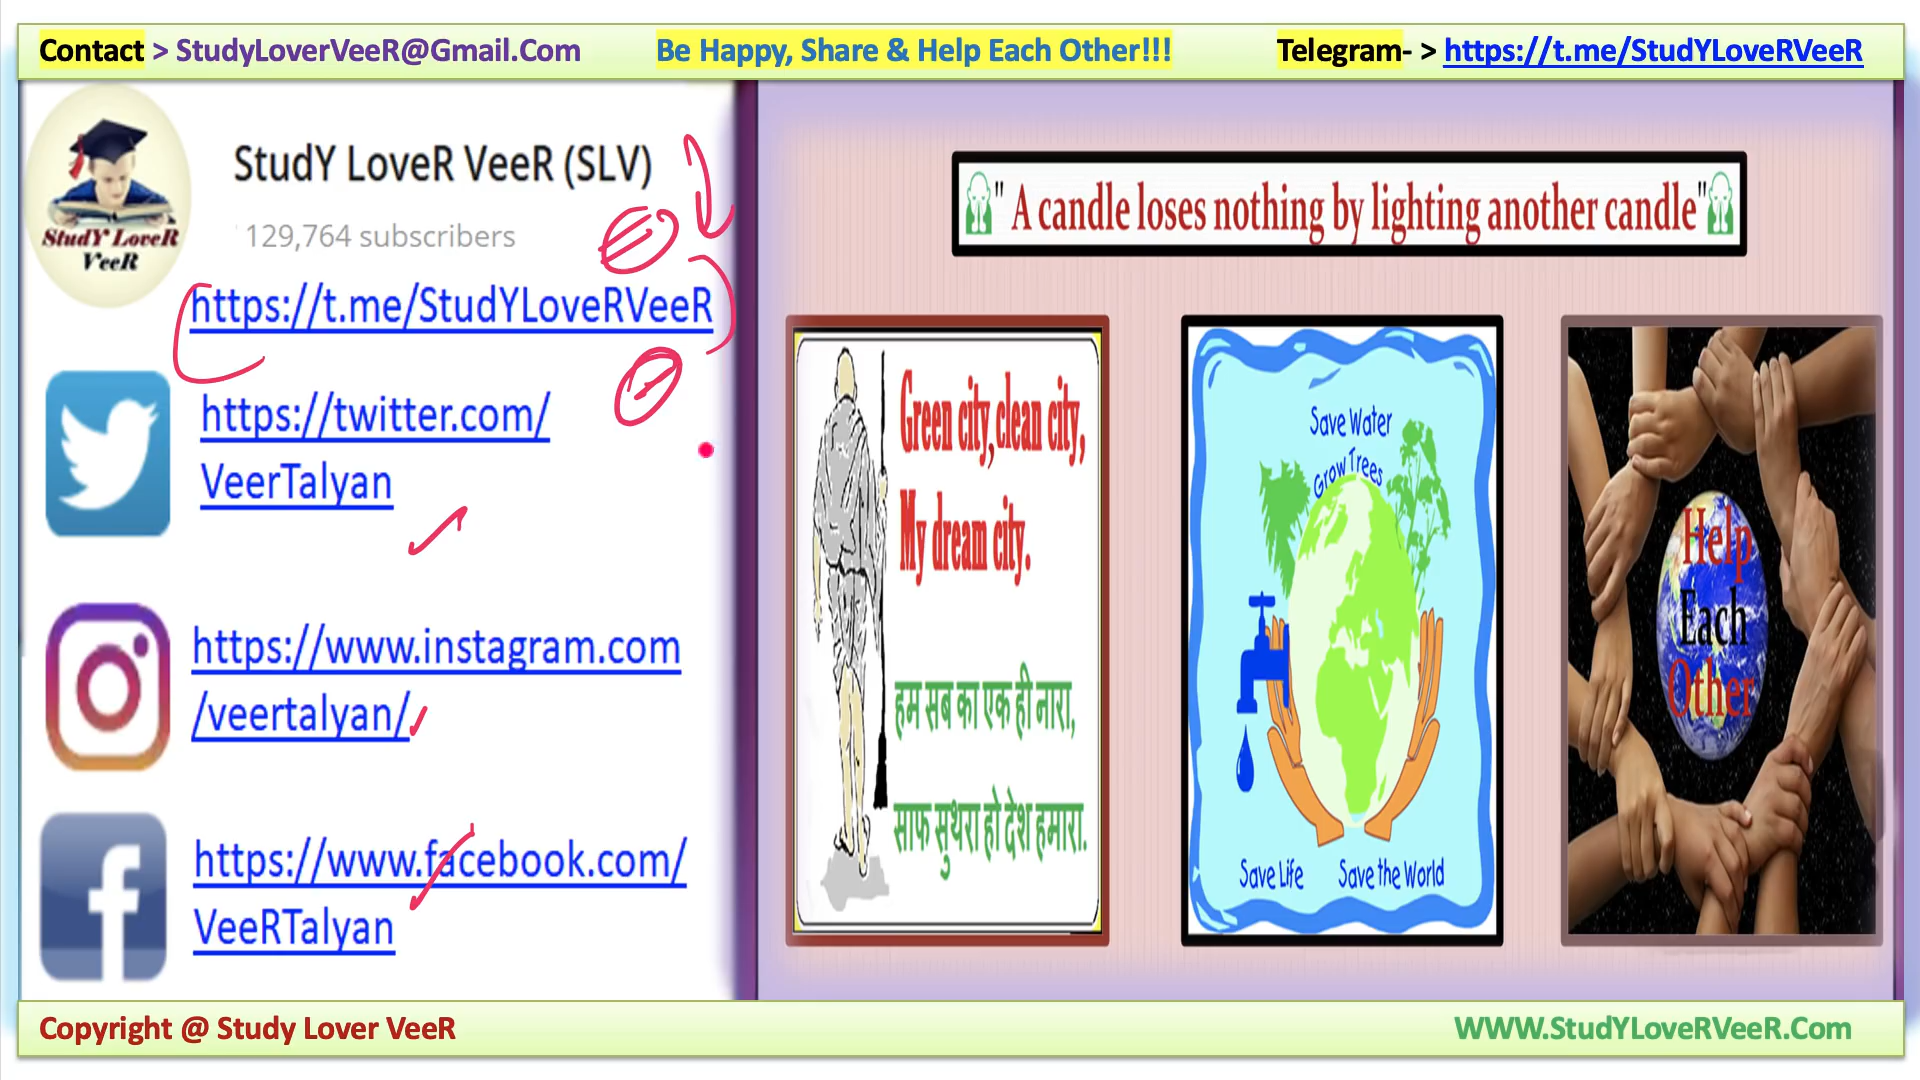 Contact > StudyLoverVeeR@Gmail.Com Be Happy, Share & Help Each Other!!! Telegram- > https://t.me/StudYLoveRVeeR
StudY LoveR
VeeR
StudY LoveR VeeR (SLV)
129,764 subscribers
https://t.me/StudYLoveRVeeR
https://twitter.com/
VeerTalyan
https://www.instagram.com
/veertalyan/
https://www.facebook.com/
VeeRTalyan
" A candle loses nothing by lighting another candle"
Green city,clean city,
My dream city.
हम सब का एक ही नारा,
साफ सुथरा हो देश हमारा.
Save Water
Grow Trees
Save Life Save the World
Help
Each
Other
Copyright @ Study Lover VeeR WWW.StudYLoveRVeeR.Com